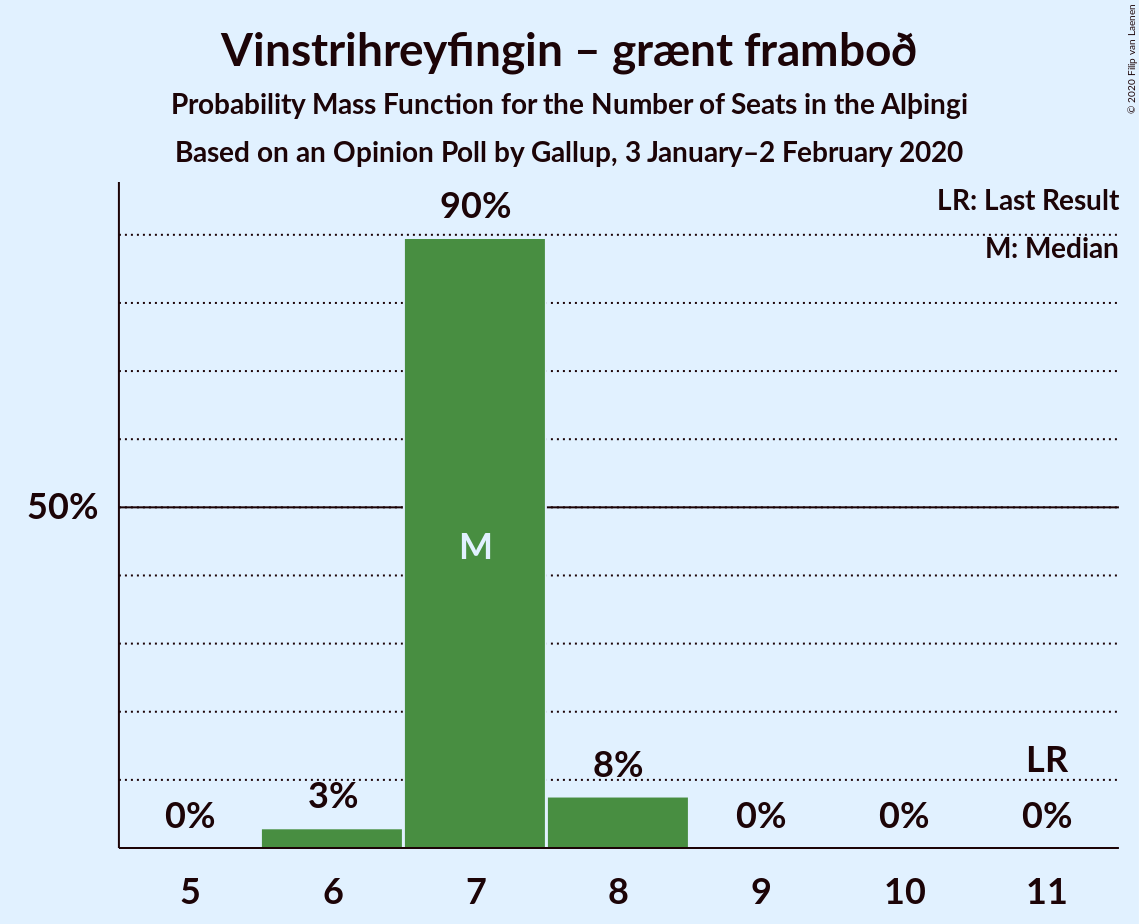 Vinstrihreyfingin – grænt framboð
Probability Mass Function for the Number of Seats in the Alþingi
Based on an Opinion Poll by Gallup, 3 January–2 February 2020
© 2020 Filip van Laenen
LR: Last Result
M: Median
90%
50%
M
8%
LR
3%
0%
0%
0%
0%
5
6
7
8
9
10
11